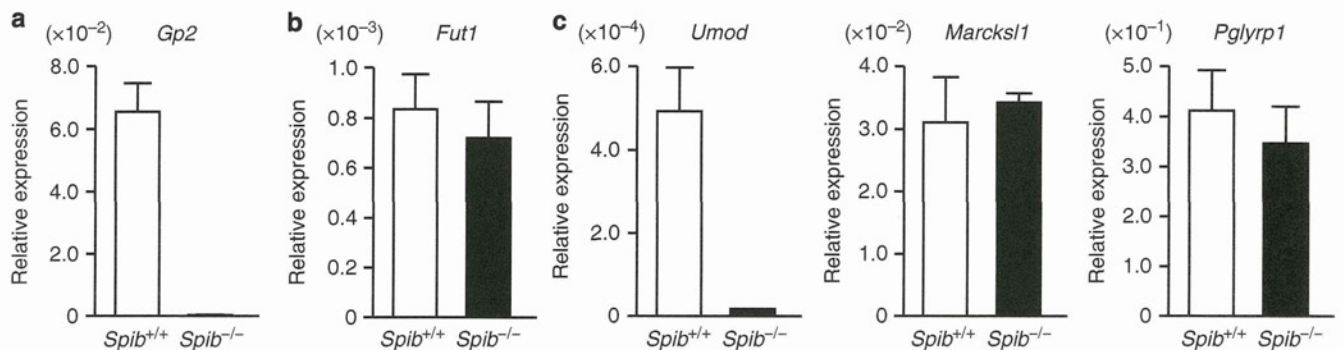 a (×10⁻²) Gp2
Relative expression
8.0
6.0
4.0
2.0
0
Spib⁺/⁺ Spib⁻/⁻
b (×10⁻³) Fut1
Relative expression
1.0
0.8
0.6
0.4
0.2
0
Spib⁺/⁺ Spib⁻/⁻
c (×10⁻⁴) Umod
Relative expression
6.0
4.0
2.0
0
Spib⁺/⁺ Spib⁻/⁻
(×10⁻²) Marcksl1
Relative expression
4.0
3.0
2.0
1.0
0
Spib⁺/⁺ Spib⁻/⁻
(×10⁻¹) Pglyrp1
Relative expression
5.0
4.0
3.0
2.0
1.0
0
Spib⁺/⁺ Spib⁻/⁻